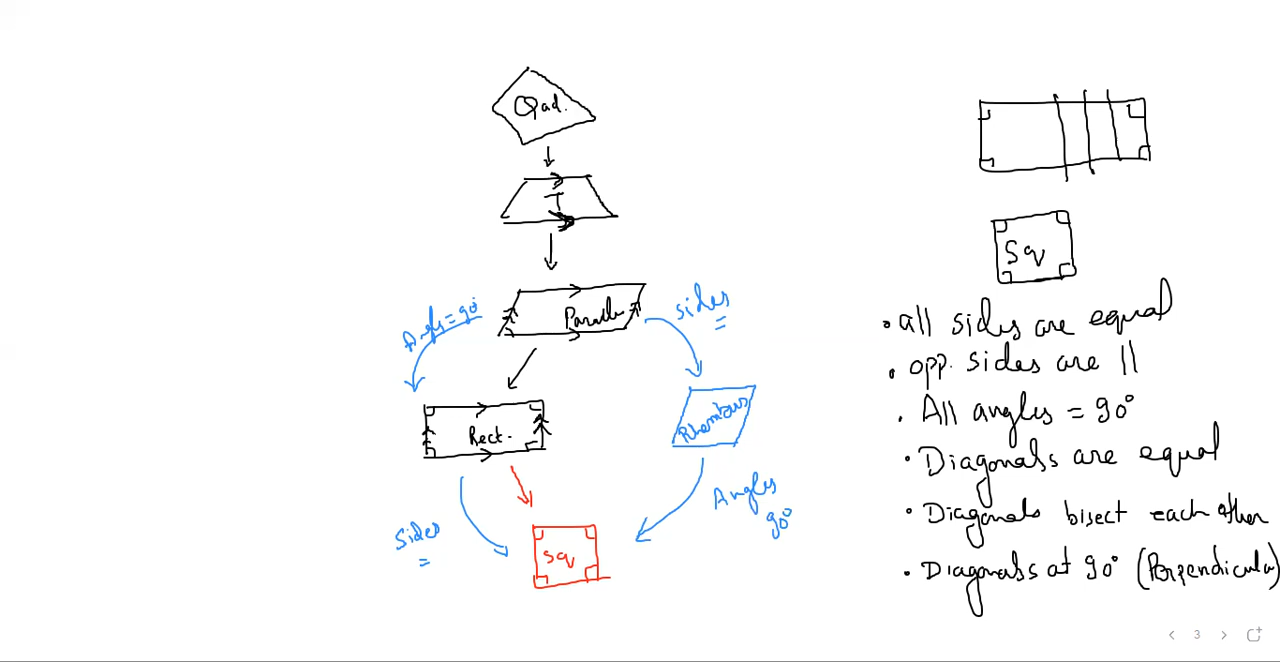 Qad.
T
Paralle
Angles=90°
sides
=
Rect.
Rhombus
Sides
=
Angles
90°
Sq
Sq
• all sides are equal
• opp. sides are ||
• All angles = 90°
• Diagonals are equal
• Diagonals bisect each other
• Diagonals at 90° (Perpendicular)
3